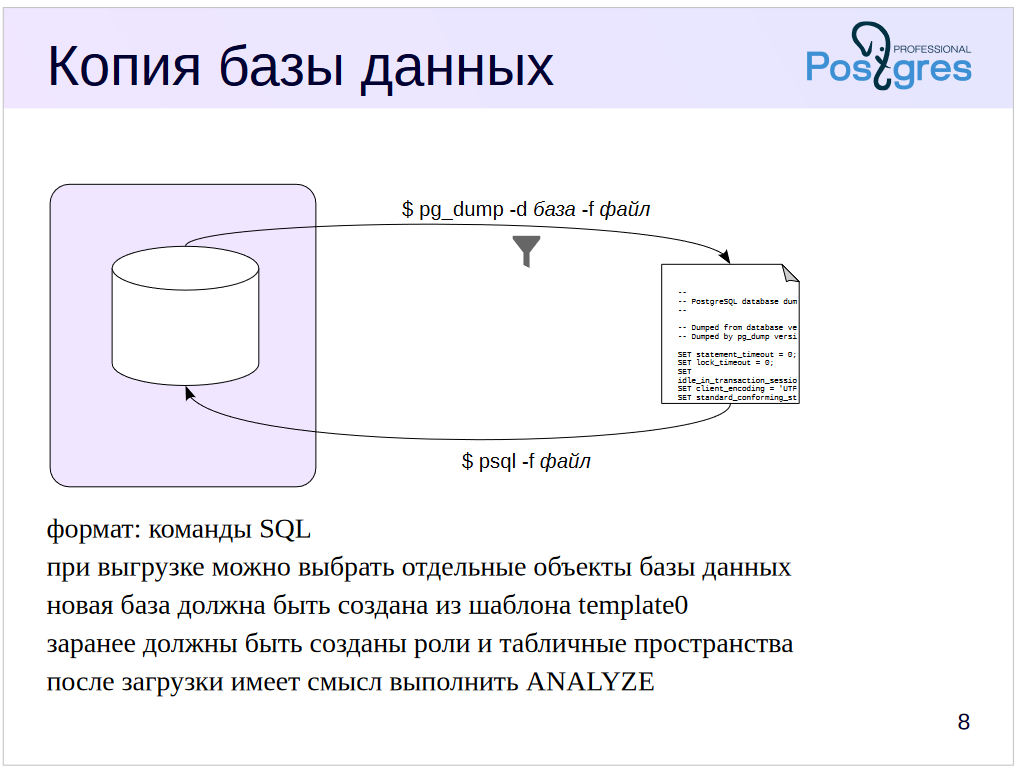 Копия базы данных
PROFESSIONAL
Postgres
$ pg_dump -d база -f файл
--
-- PostgreSQL database dum
--
-- Dumped from database ve
-- Dumped by pg_dump versi
SET statement_timeout = 0;
SET lock_timeout = 0;
SET
idle_in_transaction_sessio
SET client_encoding = 'UTF
SET standard_conforming_st
$ psql -f файл
формат: команды SQL
при выгрузке можно выбрать отдельные объекты базы данных
новая база должна быть создана из шаблона template0
заранее должны быть созданы роли и табличные пространства
после загрузки имеет смысл выполнить ANALYZE
8